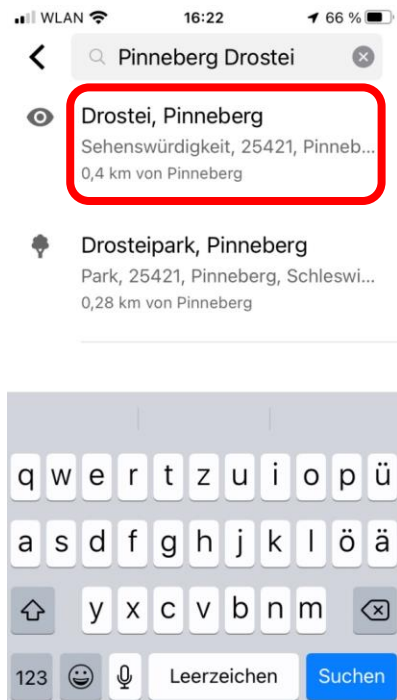 WLAN 16:22 66 %
Pinneberg Drostei
Drostei, Pinneberg
Sehenswürdigkeit, 25421, Pinneb...
0,4 km von Pinneberg
Drosteipark, Pinneberg
Park, 25421, Pinneberg, Schleswi...
0,28 km von Pinneberg
q w e r t z u i o p ü
a s d f g h j k l ö ä
y x c v b n m
123 Leerzeichen Suchen